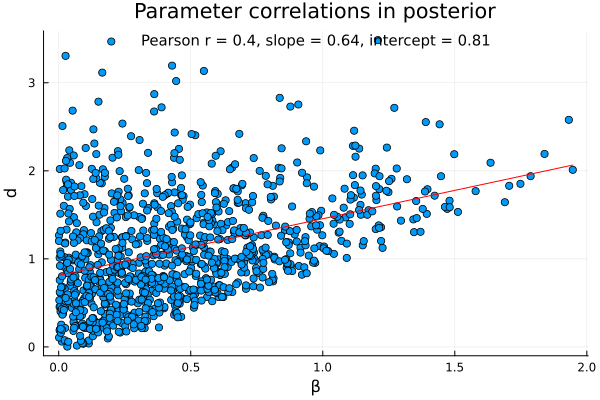 Parameter correlations in posterior
Pearson r = 0.4, slope = 0.64, intercept = 0.81
3
2
1
0
d
0.0 0.5 1.0 1.5 2.0
β